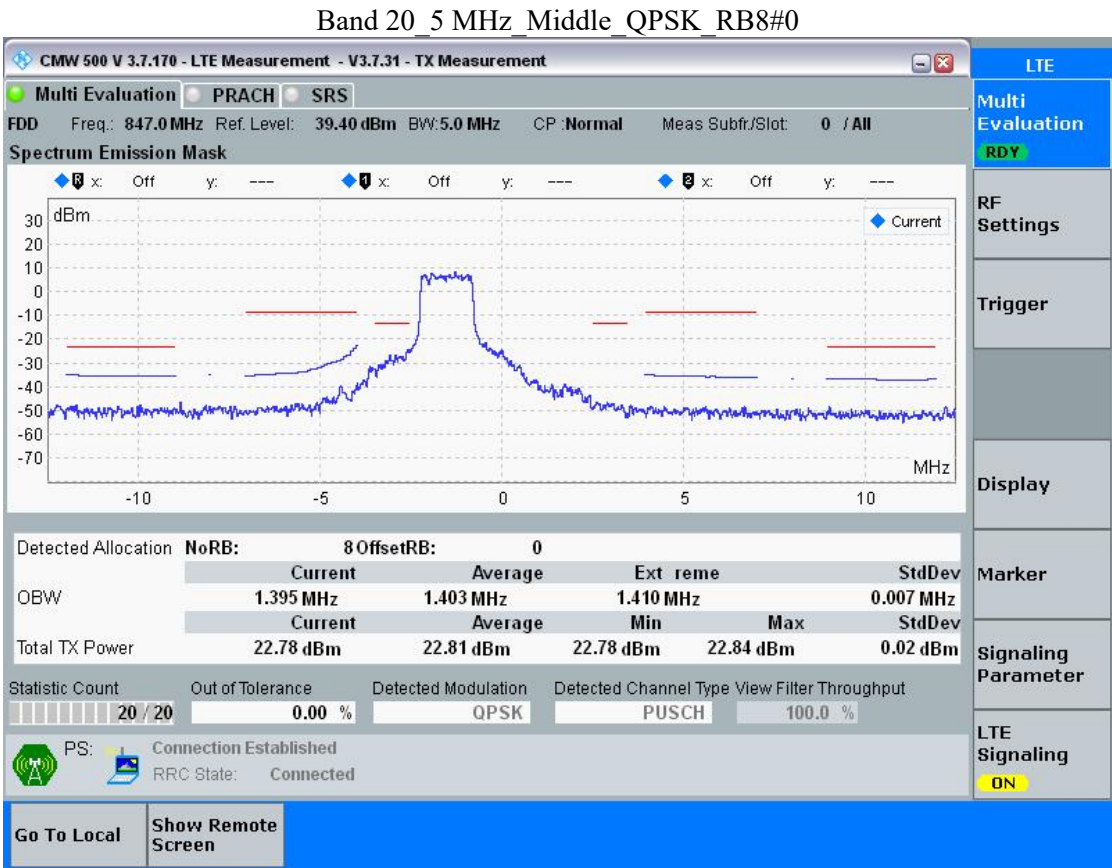 Band 20_5 MHz_Middle_QPSK_RB8#0
CMW 500 V 3.7.170 - LTE Measurement - V3.7.31 - TX Measurement
LTE
Multi Evaluation PRACH SRS
Multi
Evaluation
RDY
FDD Freq.: 847.0 MHz Ref. Level: 39.40 dBm BW: 5.0 MHz CP : Normal Meas Subfr./Slot: 0 / All
Spectrum Emission Mask
R x: Off y: --- 1 x: Off y: --- 2 x: Off y: ---
dBm
Current
30
20
10
0
-10
-20
-30
-40
-50
-60
-70
MHz
-10 -5 0 5 10
RF
Settings
Trigger
Display
Marker
Signaling
Parameter
LTE
Signaling
ON
Detected Allocation NoRB: 8 OffsetRB: 0
Current Average Ext reme StdDev
OBW 1.395 MHz 1.403 MHz 1.410 MHz 0.007 MHz
Current Average Min Max StdDev
Total TX Power 22.78 dBm 22.81 dBm 22.78 dBm 22.84 dBm 0.02 dBm
Statistic Count Out of Tolerance Detected Modulation Detected Channel Type View Filter Throughput
20 / 20 0.00 % QPSK PUSCH 100.0 %
PS: Connection Established
RRC State: Connected
Go To Local
Show Remote
Screen